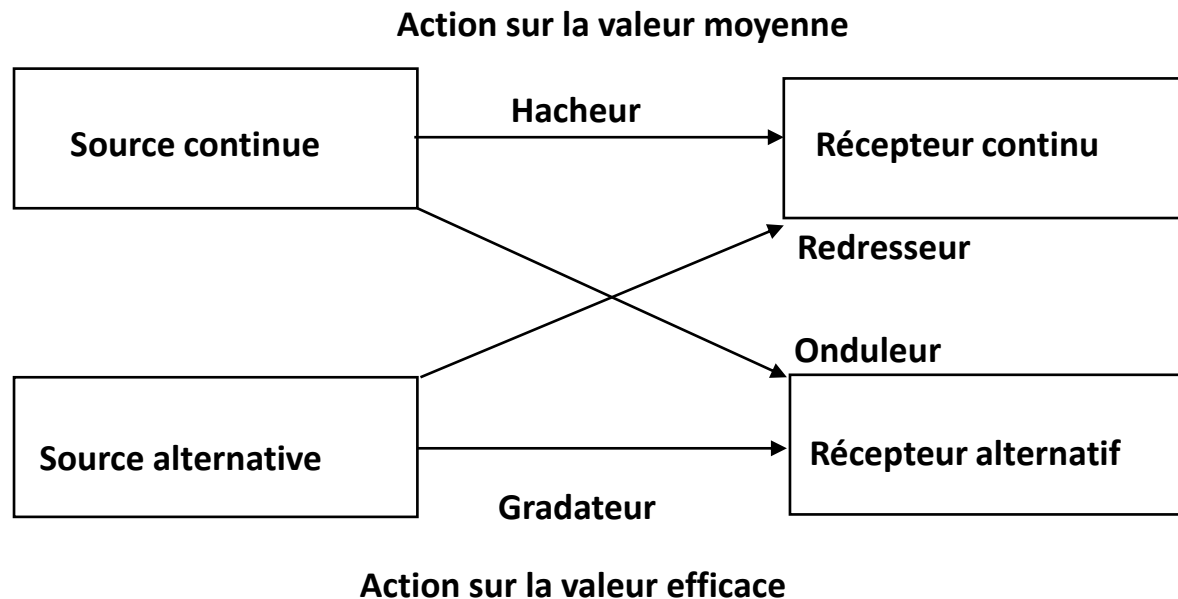 Action sur la valeur moyenne
Hacheur
Source continue
Récepteur continu
Redresseur
Onduleur
Source alternative
Récepteur alternatif
Gradateur
Action sur la valeur efficace